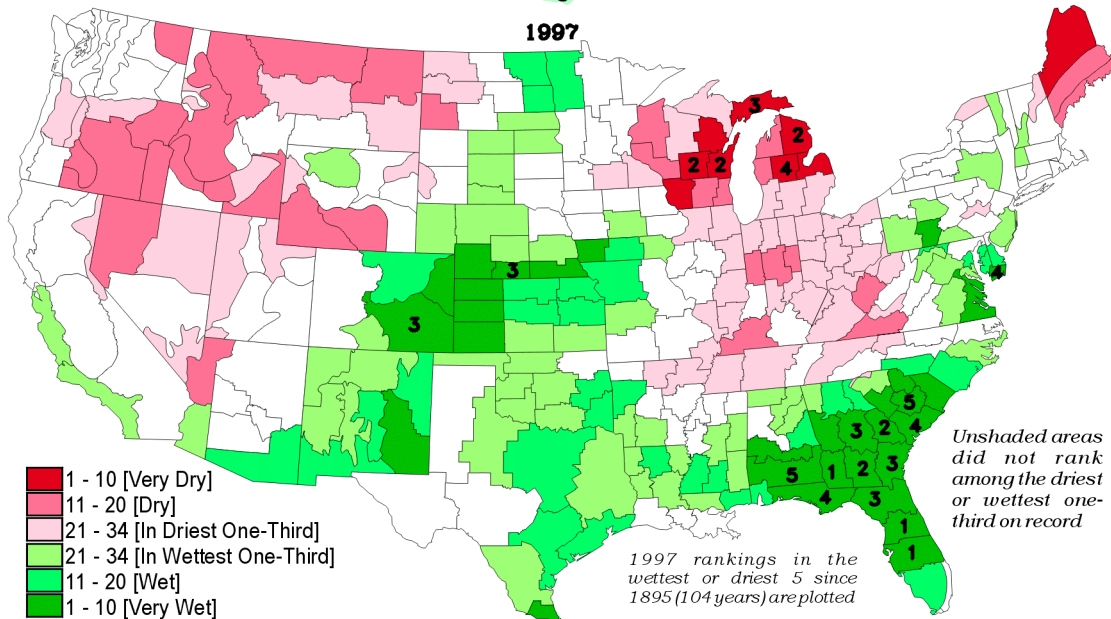 1997
3
2
2
2
4
3
3
4
5
3
2
4
5
1
2
3
4
3
1
1
1 - 10 [Very Dry]
11 - 20 [Dry]
21 - 34 [In Driest One-Third]
21 - 34 [In Wettest One-Third]
11 - 20 [Wet]
1 - 10 [Very Wet]
Unshaded areas
did not rank
among the driest
or wettest one-
third on record
1997 rankings in the
wettest or driest 5 since
1895 (104 years) are plotted